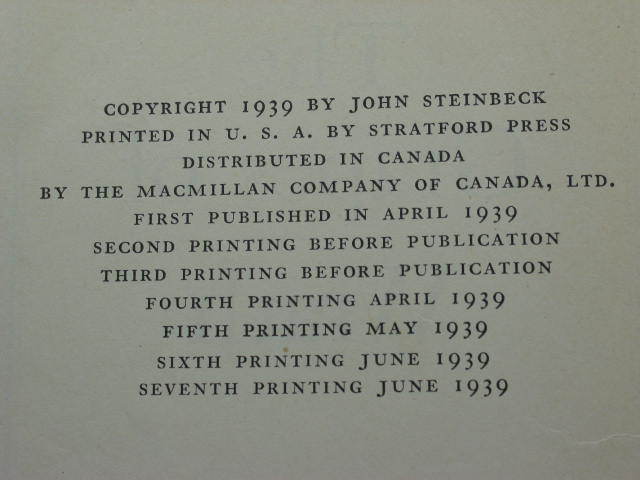 COPYRIGHT 1939 BY JOHN STEINBECK
PRINTED IN U. S. A. BY STRATFORD PRESS
DISTRIBUTED IN CANADA
BY THE MACMILLAN COMPANY OF CANADA, LTD.
FIRST PUBLISHED IN APRIL 1939
SECOND PRINTING BEFORE PUBLICATION
THIRD PRINTING BEFORE PUBLICATION
FOURTH PRINTING APRIL 1939
FIFTH PRINTING MAY 1939
SIXTH PRINTING JUNE 1939
SEVENTH PRINTING JUNE 1939